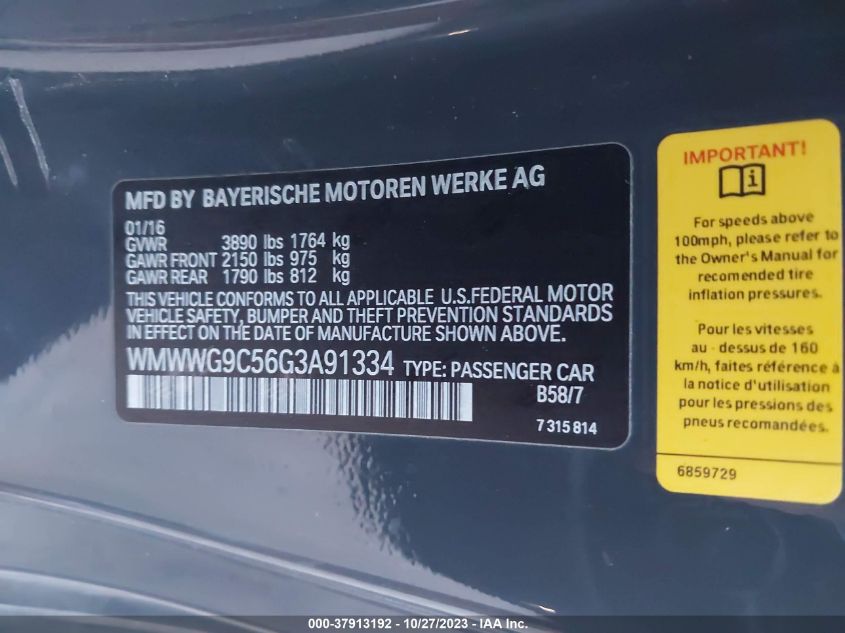 MFD BY BAYERISCHE MOTOREN WERKE AG
01/16
GVWR 3890 lbs 1764 kg
GAWR FRONT 2150 lbs 975 kg
GAWR REAR 1790 lbs 812 kg
THIS VEHICLE CONFORMS TO ALL APPLICABLE U.S.FEDERAL MOTOR
VEHICLE SAFETY, BUMPER AND THEFT PREVENTION STANDARDS
IN EFFECT ON THE DATE OF MANUFACTURE SHOWN ABOVE.
WMWWG9C56G3A91334 TYPE: PASSENGER CAR
B58/7
7 315 814
IMPORTANT!
i
For speeds above
100mph, please refer to
the Owner's Manual for
recomended tire
inflation pressures.
Pour les vitesses
au - dessus de 160
km/h, faites référence à
la notice d'utilisation
pour les pressions des
pneus recomandées.
6859729
000-37913192 - 10/27/2023 - IAA Inc.